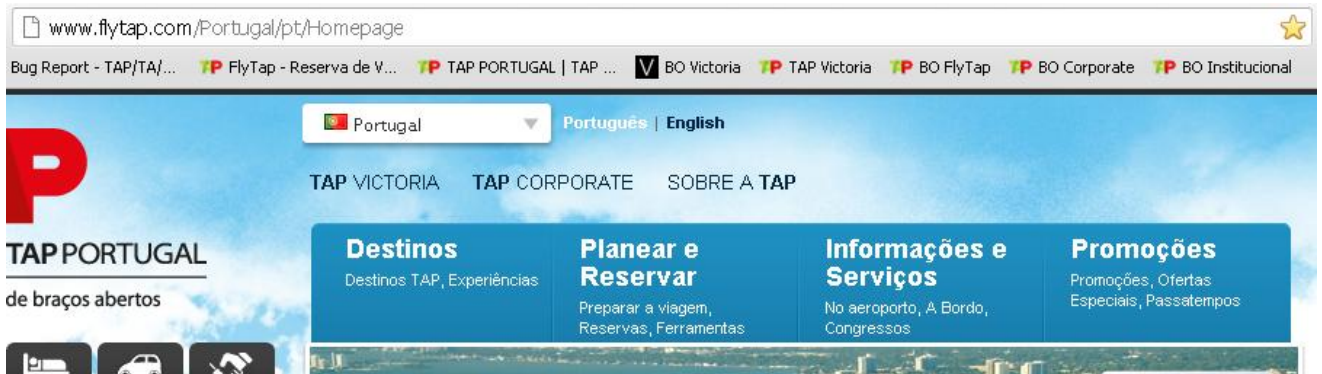 www.flytap.com/Portugal/pt/Homepage
Bug Report - TAP/TA/... FlyTap - Reserva de V... TAP PORTUGAL | TAP ... BO Victoria TAP Victoria BO FlyTap BO Corporate BO Institucional
Portugal Português | English
TAP VICTORIA TAP CORPORATE SOBRE A TAP
TAP PORTUGAL
de braços abertos
Destinos
Destinos TAP, Experiências
Planear e
Reservar
Preparar a viagem,
Reservas, Ferramentas
Informações e
Serviços
No aeroporto, A Bordo,
Congressos
Promoções
Promoções, Ofertas
Especiais, Passatempos